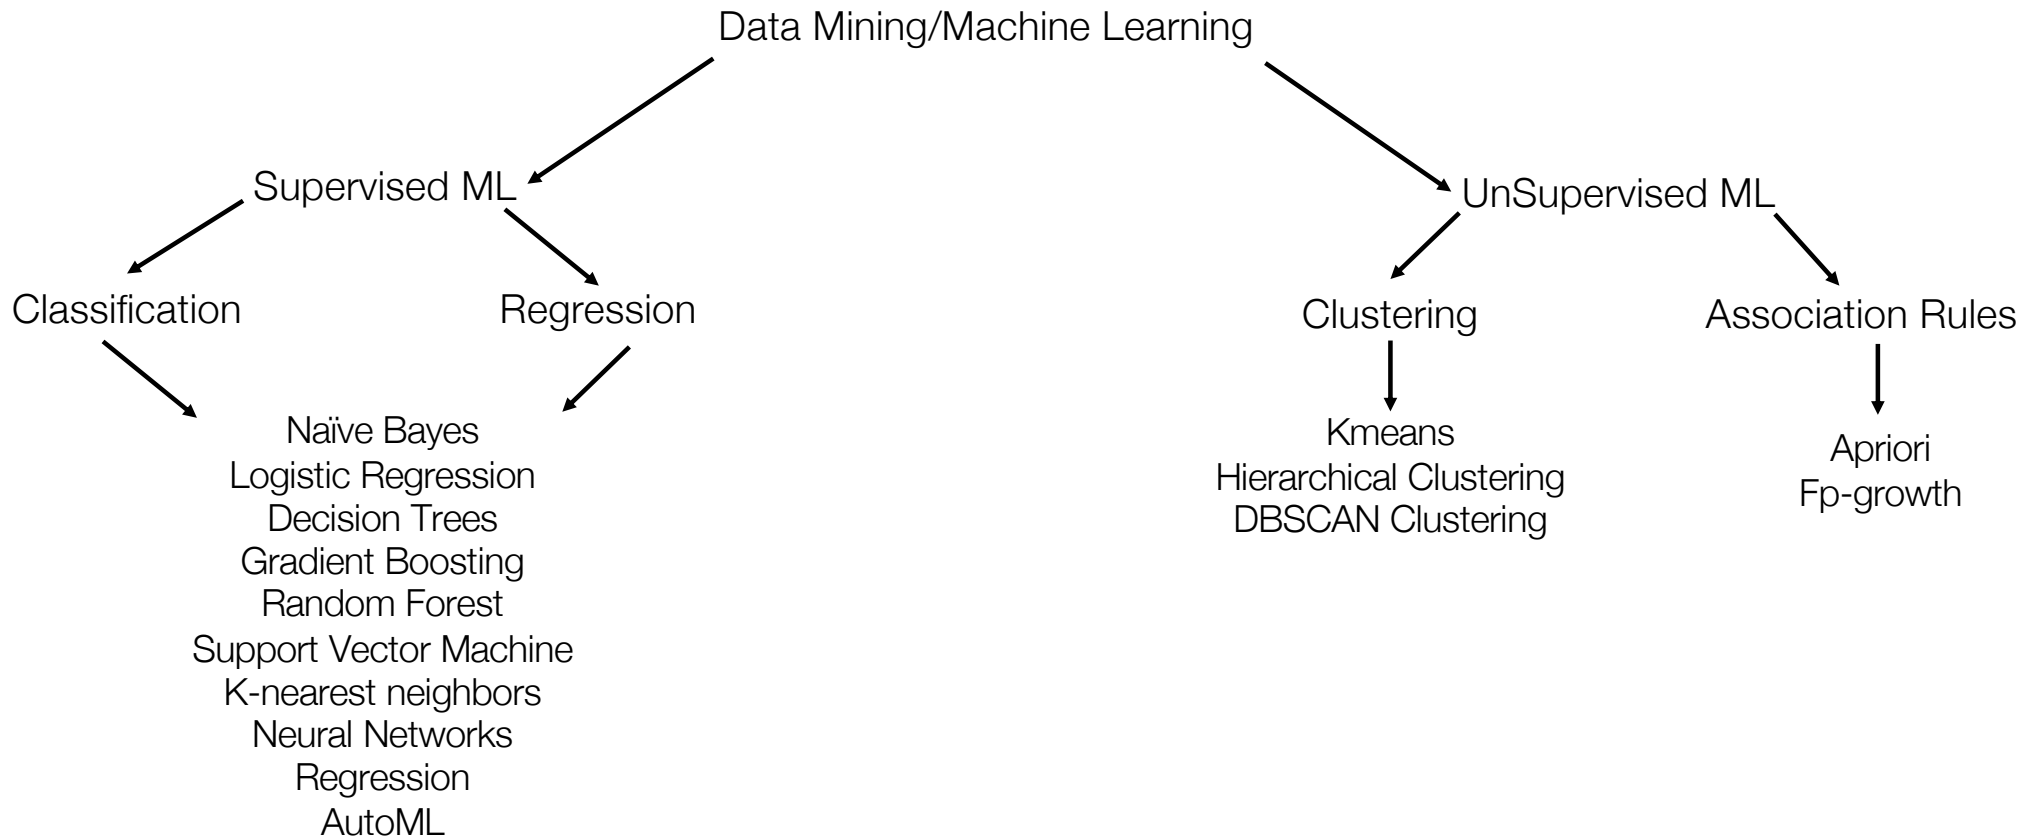 Data Mining/Machine Learning
Supervised ML
UnSupervised ML
Classification
Regression
Clustering
Association Rules
Naïve Bayes
Logistic Regression
Decision Trees
Gradient Boosting
Random Forest
Support Vector Machine
K-nearest neighbors
Neural Networks
Regression
AutoML
Kmeans
Hierarchical Clustering
DBSCAN Clustering
Apriori
Fp-growth